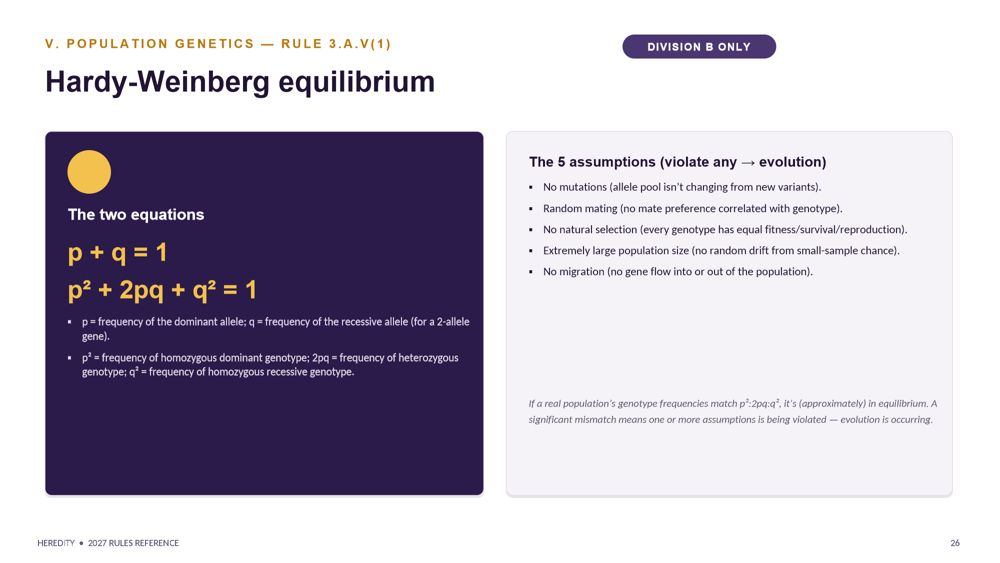 V. POPULATION GENETICS — RULE 3.A.V(1)
DIVISION B ONLY
Hardy-Weinberg equilibrium
The two equations
p + q = 1
p² + 2pq + q² = 1
▪ p = frequency of the dominant allele; q = frequency of the recessive allele (for a 2-allele
gene).
▪ p² = frequency of homozygous dominant genotype; 2pq = frequency of heterozygous
genotype; q² = frequency of homozygous recessive genotype.
The 5 assumptions (violate any → evolution)
▪ No mutations (allele pool isn't changing from new variants).
▪ Random mating (no mate preference correlated with genotype).
▪ No natural selection (every genotype has equal fitness/survival/reproduction).
▪ Extremely large population size (no random drift from small-sample chance).
▪ No migration (no gene flow into or out of the population).
If a real population's genotype frequencies match p²:2pq:q², it's (approximately) in equilibrium. A
significant mismatch means one or more assumptions is being violated — evolution is occurring.
HEREDITY • 2027 RULES REFERENCE
26